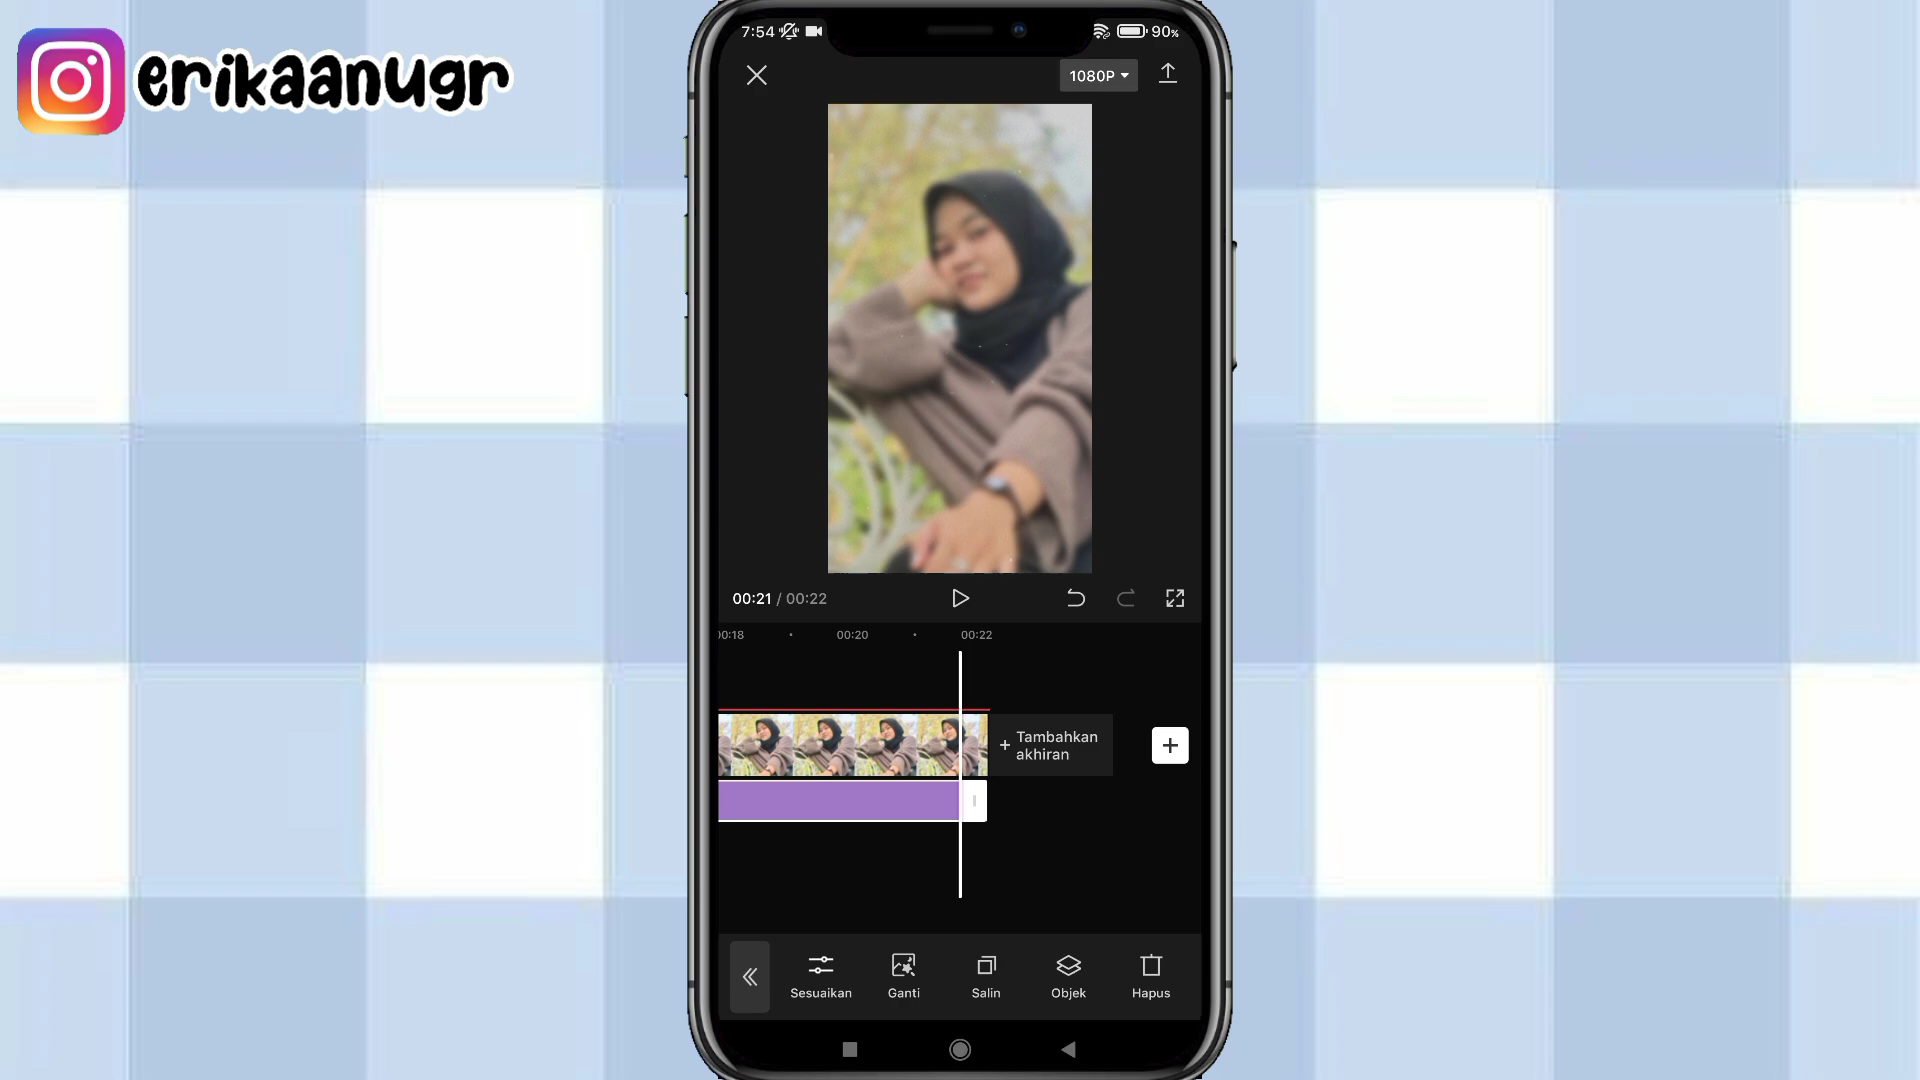 erikaanugr
7:54
90%
1080P
00:21 / 00:22
00:18
00:20
00:22
+ Tambahkan
akhiran
Sesuaikan
Ganti
Salin
Objek
Hapus